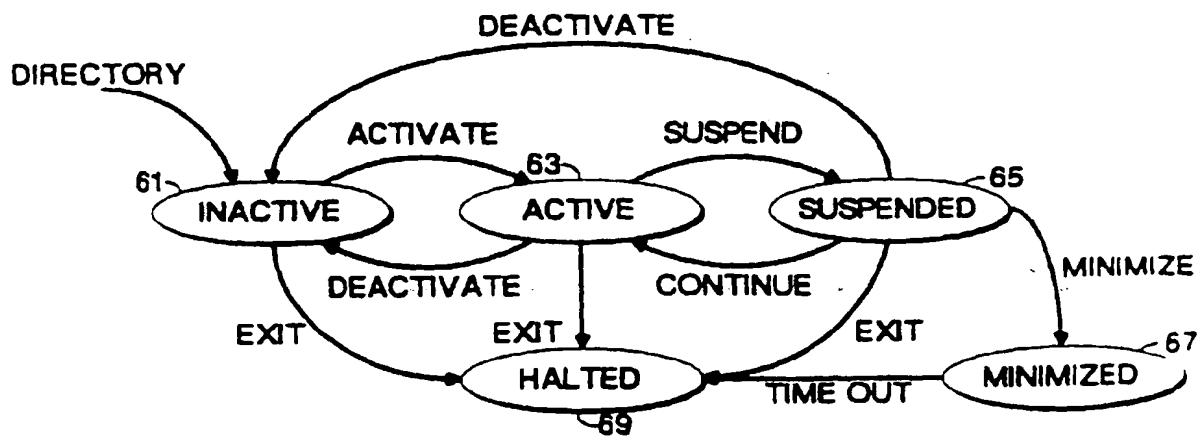 DEACTIVATE
DIRECTORY
ACTIVATE
SUSPEND
61
63
65
INACTIVE
ACTIVE
SUSPENDED
DEACTIVATE
CONTINUE
MINIMIZE
EXIT
EXIT
EXIT
67
HALTED
TIME OUT
MINIMIZED
69